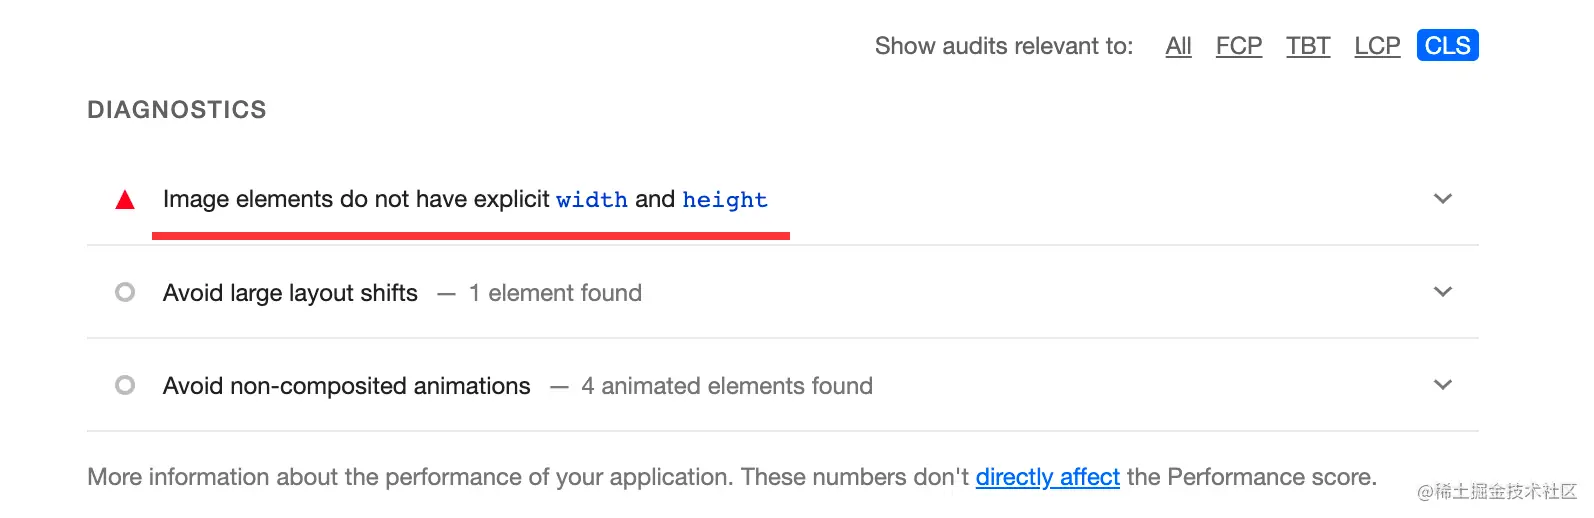 Show audits relevant to: All FCP TBT LCP CLS
DIAGNOSTICS
Image elements do not have explicit width and height
Avoid large layout shifts — 1 element found
Avoid non-composited animations — 4 animated elements found
More information about the performance of your application. These numbers don't directly affect the Performance score.
@稀土掘金技术社区